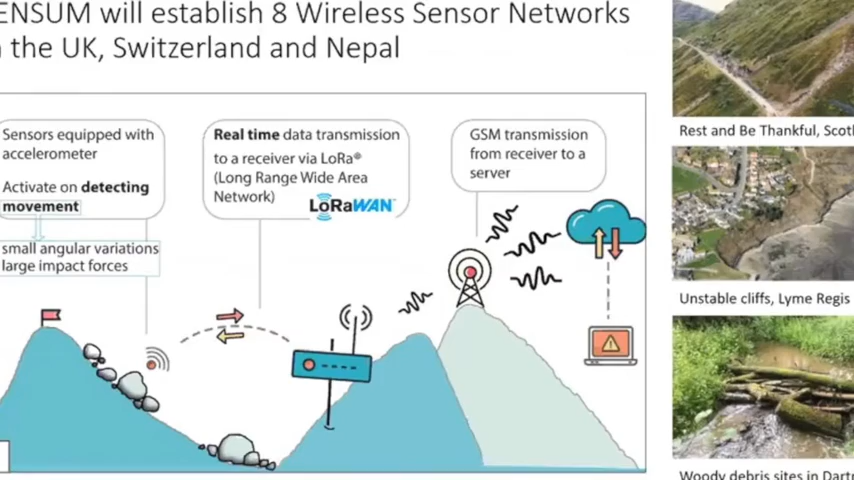 ENSUM will establish 8 Wireless Sensor Networks
the UK, Switzerland and Nepal
Sensors equipped with
accelerometer
Activate on detecting
movement
small angular variations
large impact forces
Real time data transmission
to a receiver via LoRa®
(Long Range Wide Area
Network)
LoRaWAN
GSM transmission
from receiver to a
server
Rest and Be Thankful, Scotl
Unstable cliffs, Lyme Regis
Woody debris sites in Dartm